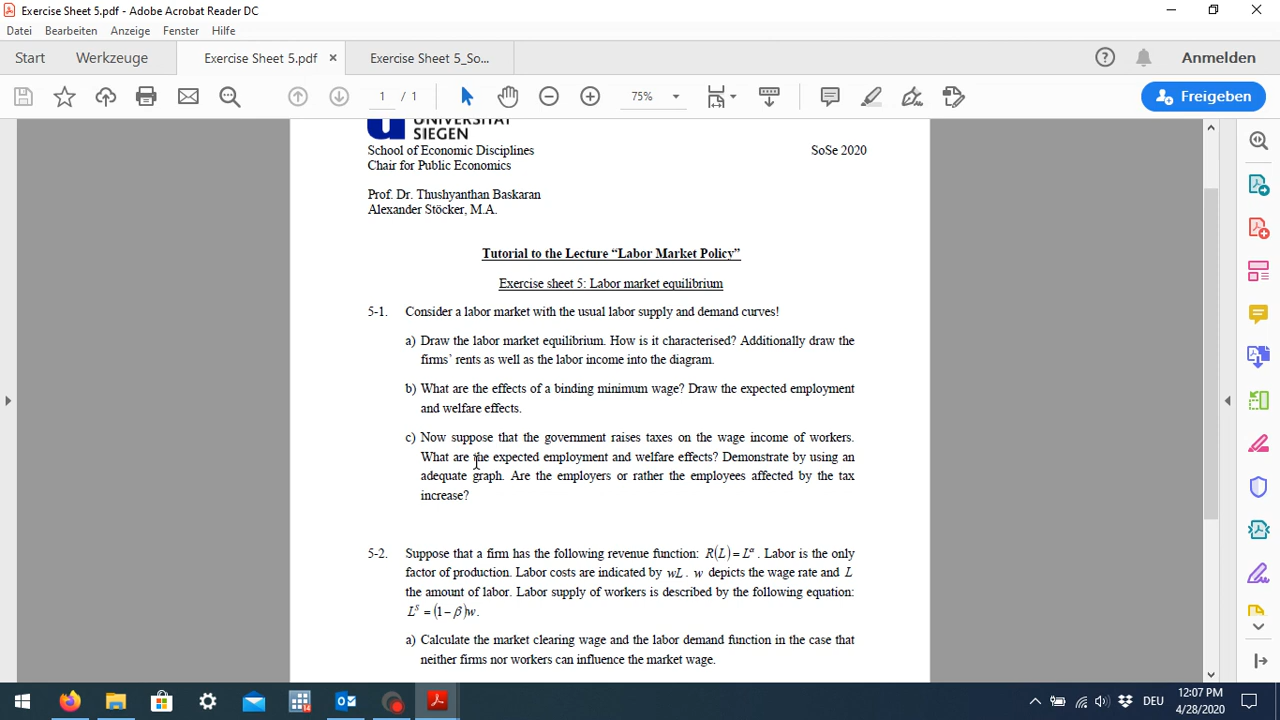 Exercise Sheet 5.pdf - Adobe Acrobat Reader DC
Datei Bearbeiten Anzeige Fenster Hilfe
Start Werkzeuge Exercise Sheet 5.pdf × Exercise Sheet 5_So... Anmelden
1 / 1 75% Freigeben
UNIVERSITÄT
SIEGEN
School of Economic Disciplines SoSe 2020
Chair for Public Economics
Prof. Dr. Thushyanthan Baskaran
Alexander Stöcker, M.A.
Tutorial to the Lecture “Labor Market Policy”
Exercise sheet 5: Labor market equilibrium
5-1. Consider a labor market with the usual labor supply and demand curves!
a) Draw the labor market equilibrium. How is it characterised? Additionally draw the
firms’ rents as well as the labor income into the diagram.
b) What are the effects of a binding minimum wage? Draw the expected employment
and welfare effects.
c) Now suppose that the government raises taxes on the wage income of workers.
What are the expected employment and welfare effects? Demonstrate by using an
adequate graph. Are the employers or rather the employees affected by the tax
increase?
5-2. Suppose that a firm has the following revenue function: R(L) = Lᵅ. Labor is the only
factor of production. Labor costs are indicated by wL. w depicts the wage rate and L
the amount of labor. Labor supply of workers is described by the following equation:
Lˢ = (1 − β)w.
a) Calculate the market clearing wage and the labor demand function in the case that
neither firms nor workers can influence the market wage.
DEU
12:07 PM
4/28/2020